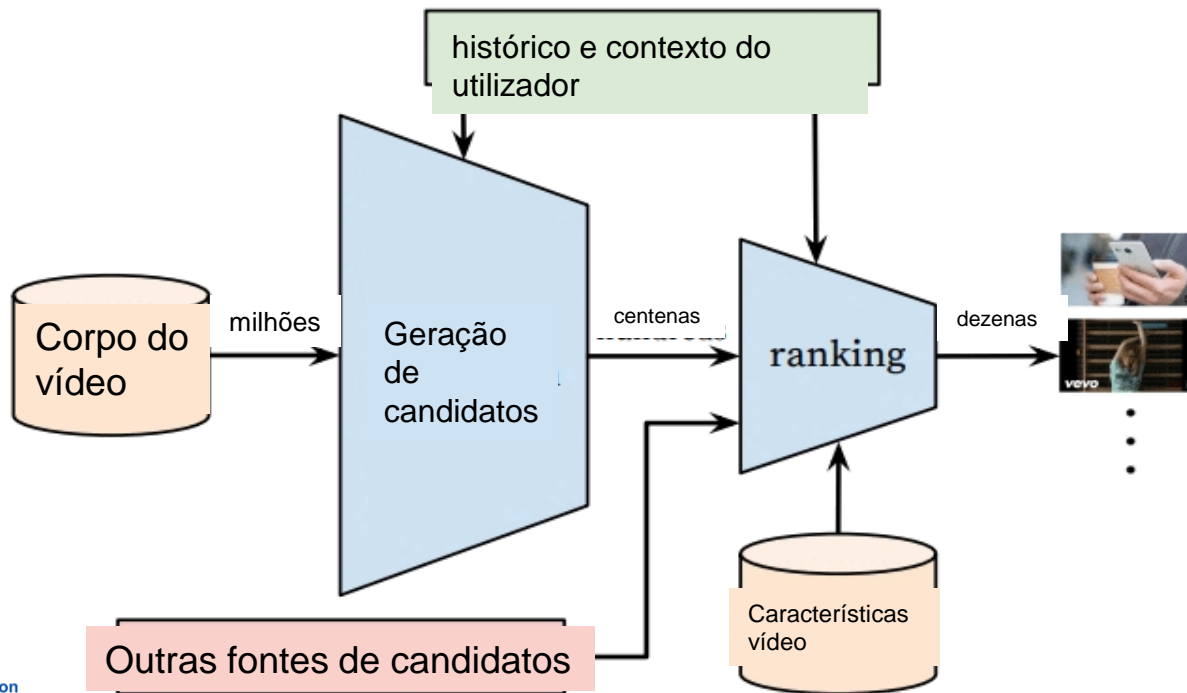 histórico e contexto do
utilizador
Corpo do
vídeo
milhões
Geração
de
candidatos
centenas
ranking
dezenas
vevo
Características
vídeo
Outras fontes de candidatos
on